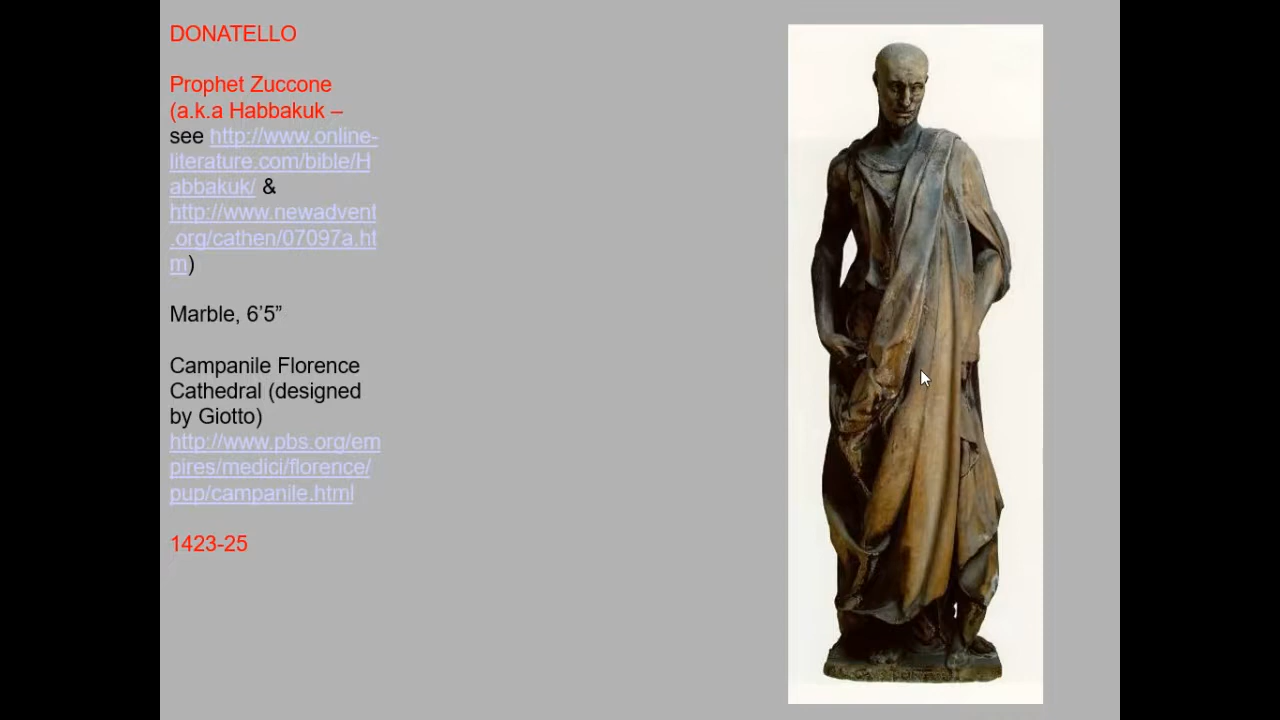 DONATELLO
Prophet Zuccone
(a.k.a Habbakuk –
see http://www.online-
literature.com/bible/H
abbakuk/ &
http://www.newadvent
.org/cathen/07097a.ht
m)
Marble, 6’5”
Campanile Florence
Cathedral (designed
by Giotto)
http://www.pbs.org/em
pires/medici/florence/
pup/campanile.html
1423-25